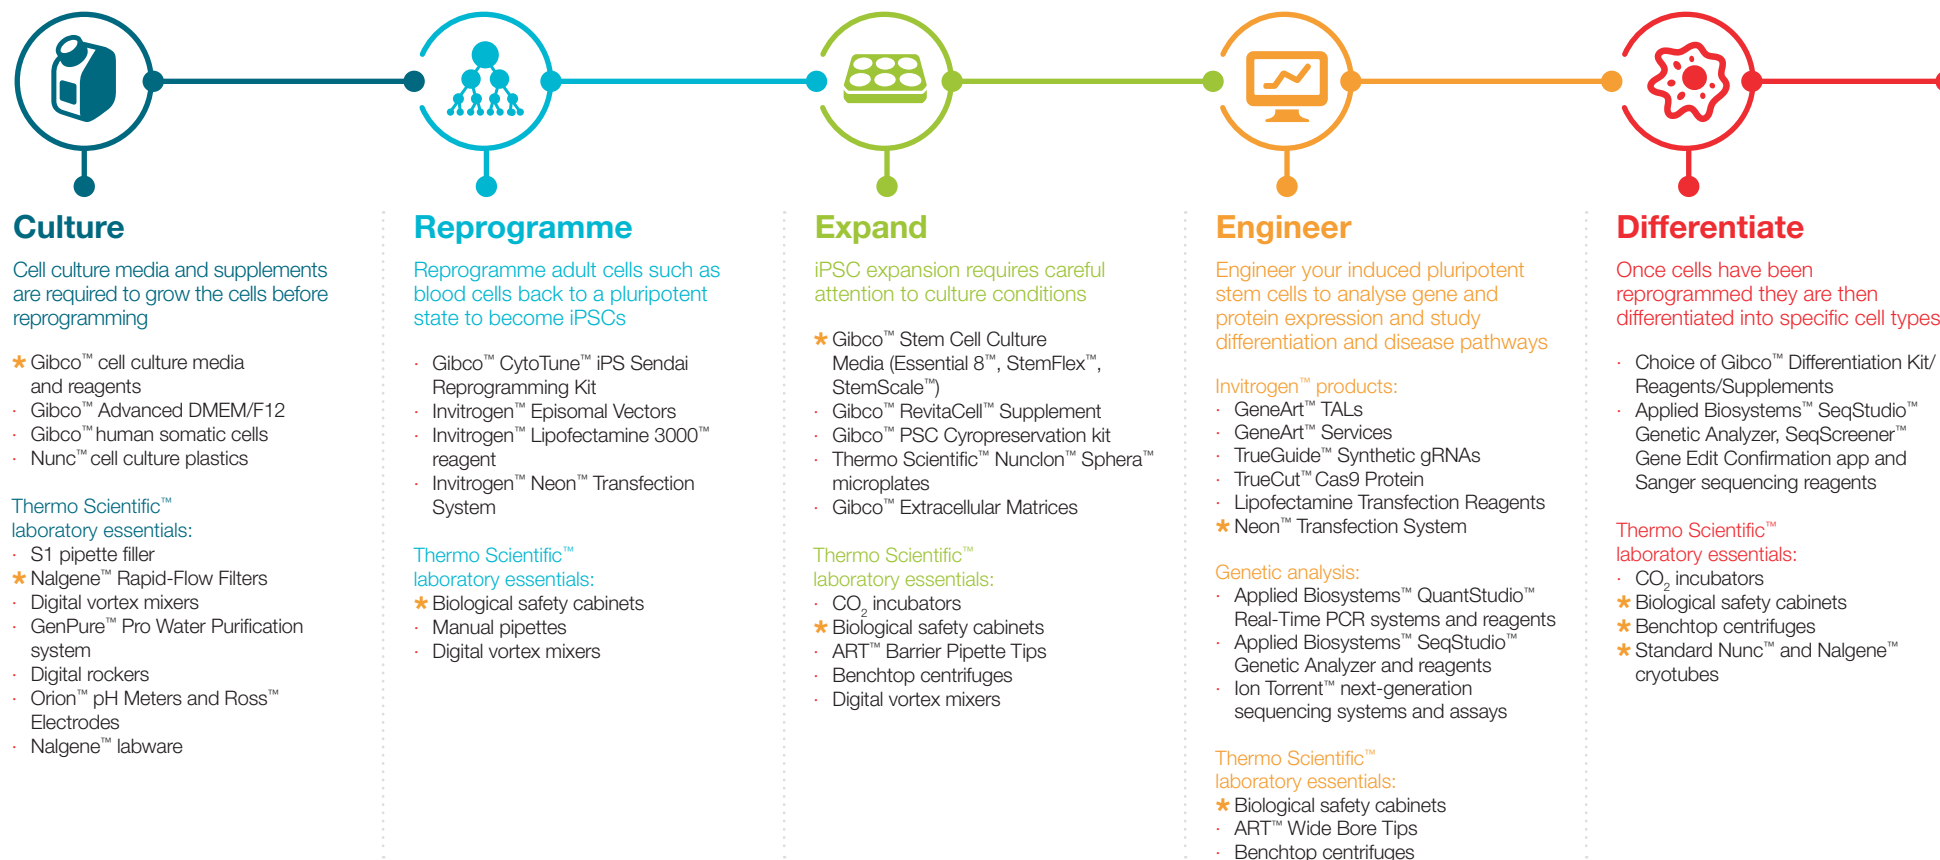 Culture
Cell culture media and supplements
are required to grow the cells before
reprogramming
* Gibco™ cell culture media
and reagents
· Gibco™ Advanced DMEM/F12
· Gibco™ human somatic cells
· Nunc™ cell culture plastics
Thermo Scientific™
laboratory essentials:
· S1 pipette filler
* Nalgene™ Rapid-Flow Filters
· Digital vortex mixers
· GenPure™ Pro Water Purification
system
· Digital rockers
· Orion™ pH Meters and Ross™
Electrodes
· Nalgene™ labware
Reprogramme
Reprogramme adult cells such as
blood cells back to a pluripotent
state to become iPSCs
· Gibco™ CytoTune™ iPS Sendai
Reprogramming Kit
· Invitrogen™ Episomal Vectors
· Invitrogen™ Lipofectamine 3000™
reagent
· Invitrogen™ Neon™ Transfection
System
Thermo Scientific™
laboratory essentials:
* Biological safety cabinets
· Manual pipettes
· Digital vortex mixers
Expand
iPSC expansion requires careful
attention to culture conditions
* Gibco™ Stem Cell Culture
Media (Essential 8™, StemFlex™,
StemScale™)
· Gibco™ RevitaCell™ Supplement
· Gibco™ PSC Cyropreservation kit
· Thermo Scientific™ Nunclon™ Sphera™
microplates
· Gibco™ Extracellular Matrices
Thermo Scientific™
laboratory essentials:
· CO₂ incubators
* Biological safety cabinets
· ART™ Barrier Pipette Tips
· Benchtop centrifuges
· Digital vortex mixers
Engineer
Engineer your induced pluripotent
stem cells to analyse gene and
protein expression and study
differentiation and disease pathways
Invitrogen™ products:
· GeneArt™ TALs
· GeneArt™ Services
· TrueGuide™ Synthetic gRNAs
· TrueCut™ Cas9 Protein
· Lipofectamine Transfection Reagents
* Neon™ Transfection System
Genetic analysis:
· Applied Biosystems™ QuantStudio™
Real-Time PCR systems and reagents
· Applied Biosystems™ SeqStudio™
Genetic Analyzer and reagents
· Ion Torrent™ next-generation
sequencing systems and assays
Thermo Scientific™
laboratory essentials:
* Biological safety cabinets
· ART™ Wide Bore Tips
· Benchtop centrifuges
Differentiate
Once cells have been
reprogrammed they are then
differentiated into specific cell types
· Choice of Gibco™ Differentiation Kit/
Reagents/Supplements
· Applied Biosystems™ SeqStudio™
Genetic Analyzer, SeqScreener™
Gene Edit Confirmation app and
Sanger sequencing reagents
Thermo Scientific™
laboratory essentials:
· CO₂ incubators
* Biological safety cabinets
* Benchtop centrifuges
* Standard Nunc™ and Nalgene™
cryotubes